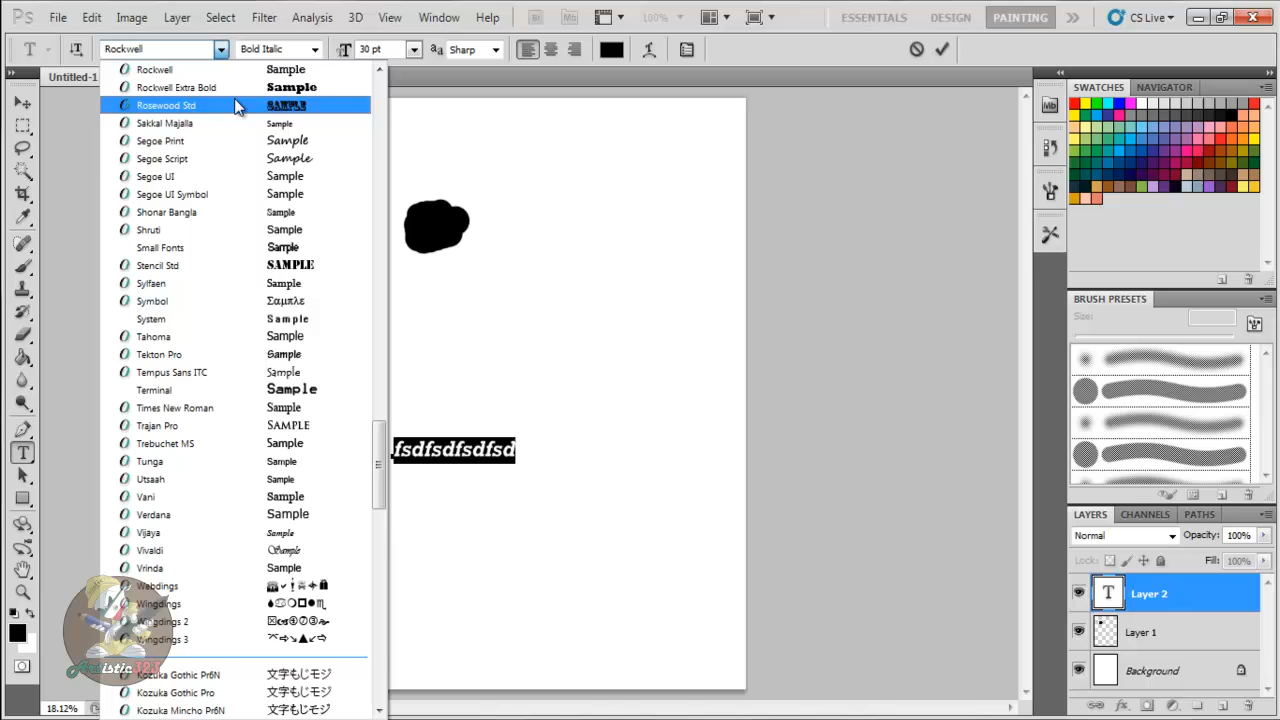 Ps File Edit Image Layer Select Filter Analysis 3D View Window Help Br Mb 100% ESSENTIALS DESIGN PAINTING CS Live
T Rockwell Bold Italic 30 pt Sharp
Untitled-1
Rockwell Sample
Rockwell Extra Bold Sample
Rosewood Std SAMPLE
Sakkal Majalla Sample
Segoe Print Sample
Segoe Script Sample
Segoe UI Sample
Segoe UI Symbol Sample
Shonar Bangla Sample
Shruti Sample
Small Fonts Sample
Stencil Std SAMPLE
Sylfaen Sample
Symbol Σαμπλε
System Sample
Tahoma Sample
Tekton Pro Sample
Tempus Sans ITC Sample
Terminal Sample
Times New Roman Sample
Trajan Pro SAMPLE
Trebuchet MS Sample
Tunga Sample
Utsaah Sample
Vani Sample
Verdana Sample
Vijaya Sample
Vivaldi Sample
Vrinda Sample
Webdings
Wingdings
Wingdings 2
Wingdings 3
Kozuka Gothic Pr6N 文字もじモジ
Kozuka Gothic Pro 文字もじモジ
Kozuka Mincho Pr6N 文字もじモジ
fsdfsdfsdfsd
18.12%
Artistic 323
SWATCHES NAVIGATOR
Mb
BRUSH PRESETS
Size:
LAYERS CHANNELS PATHS
Normal Opacity: 100%
Lock: Fill: 100%
T Layer 2
Layer 1
Background